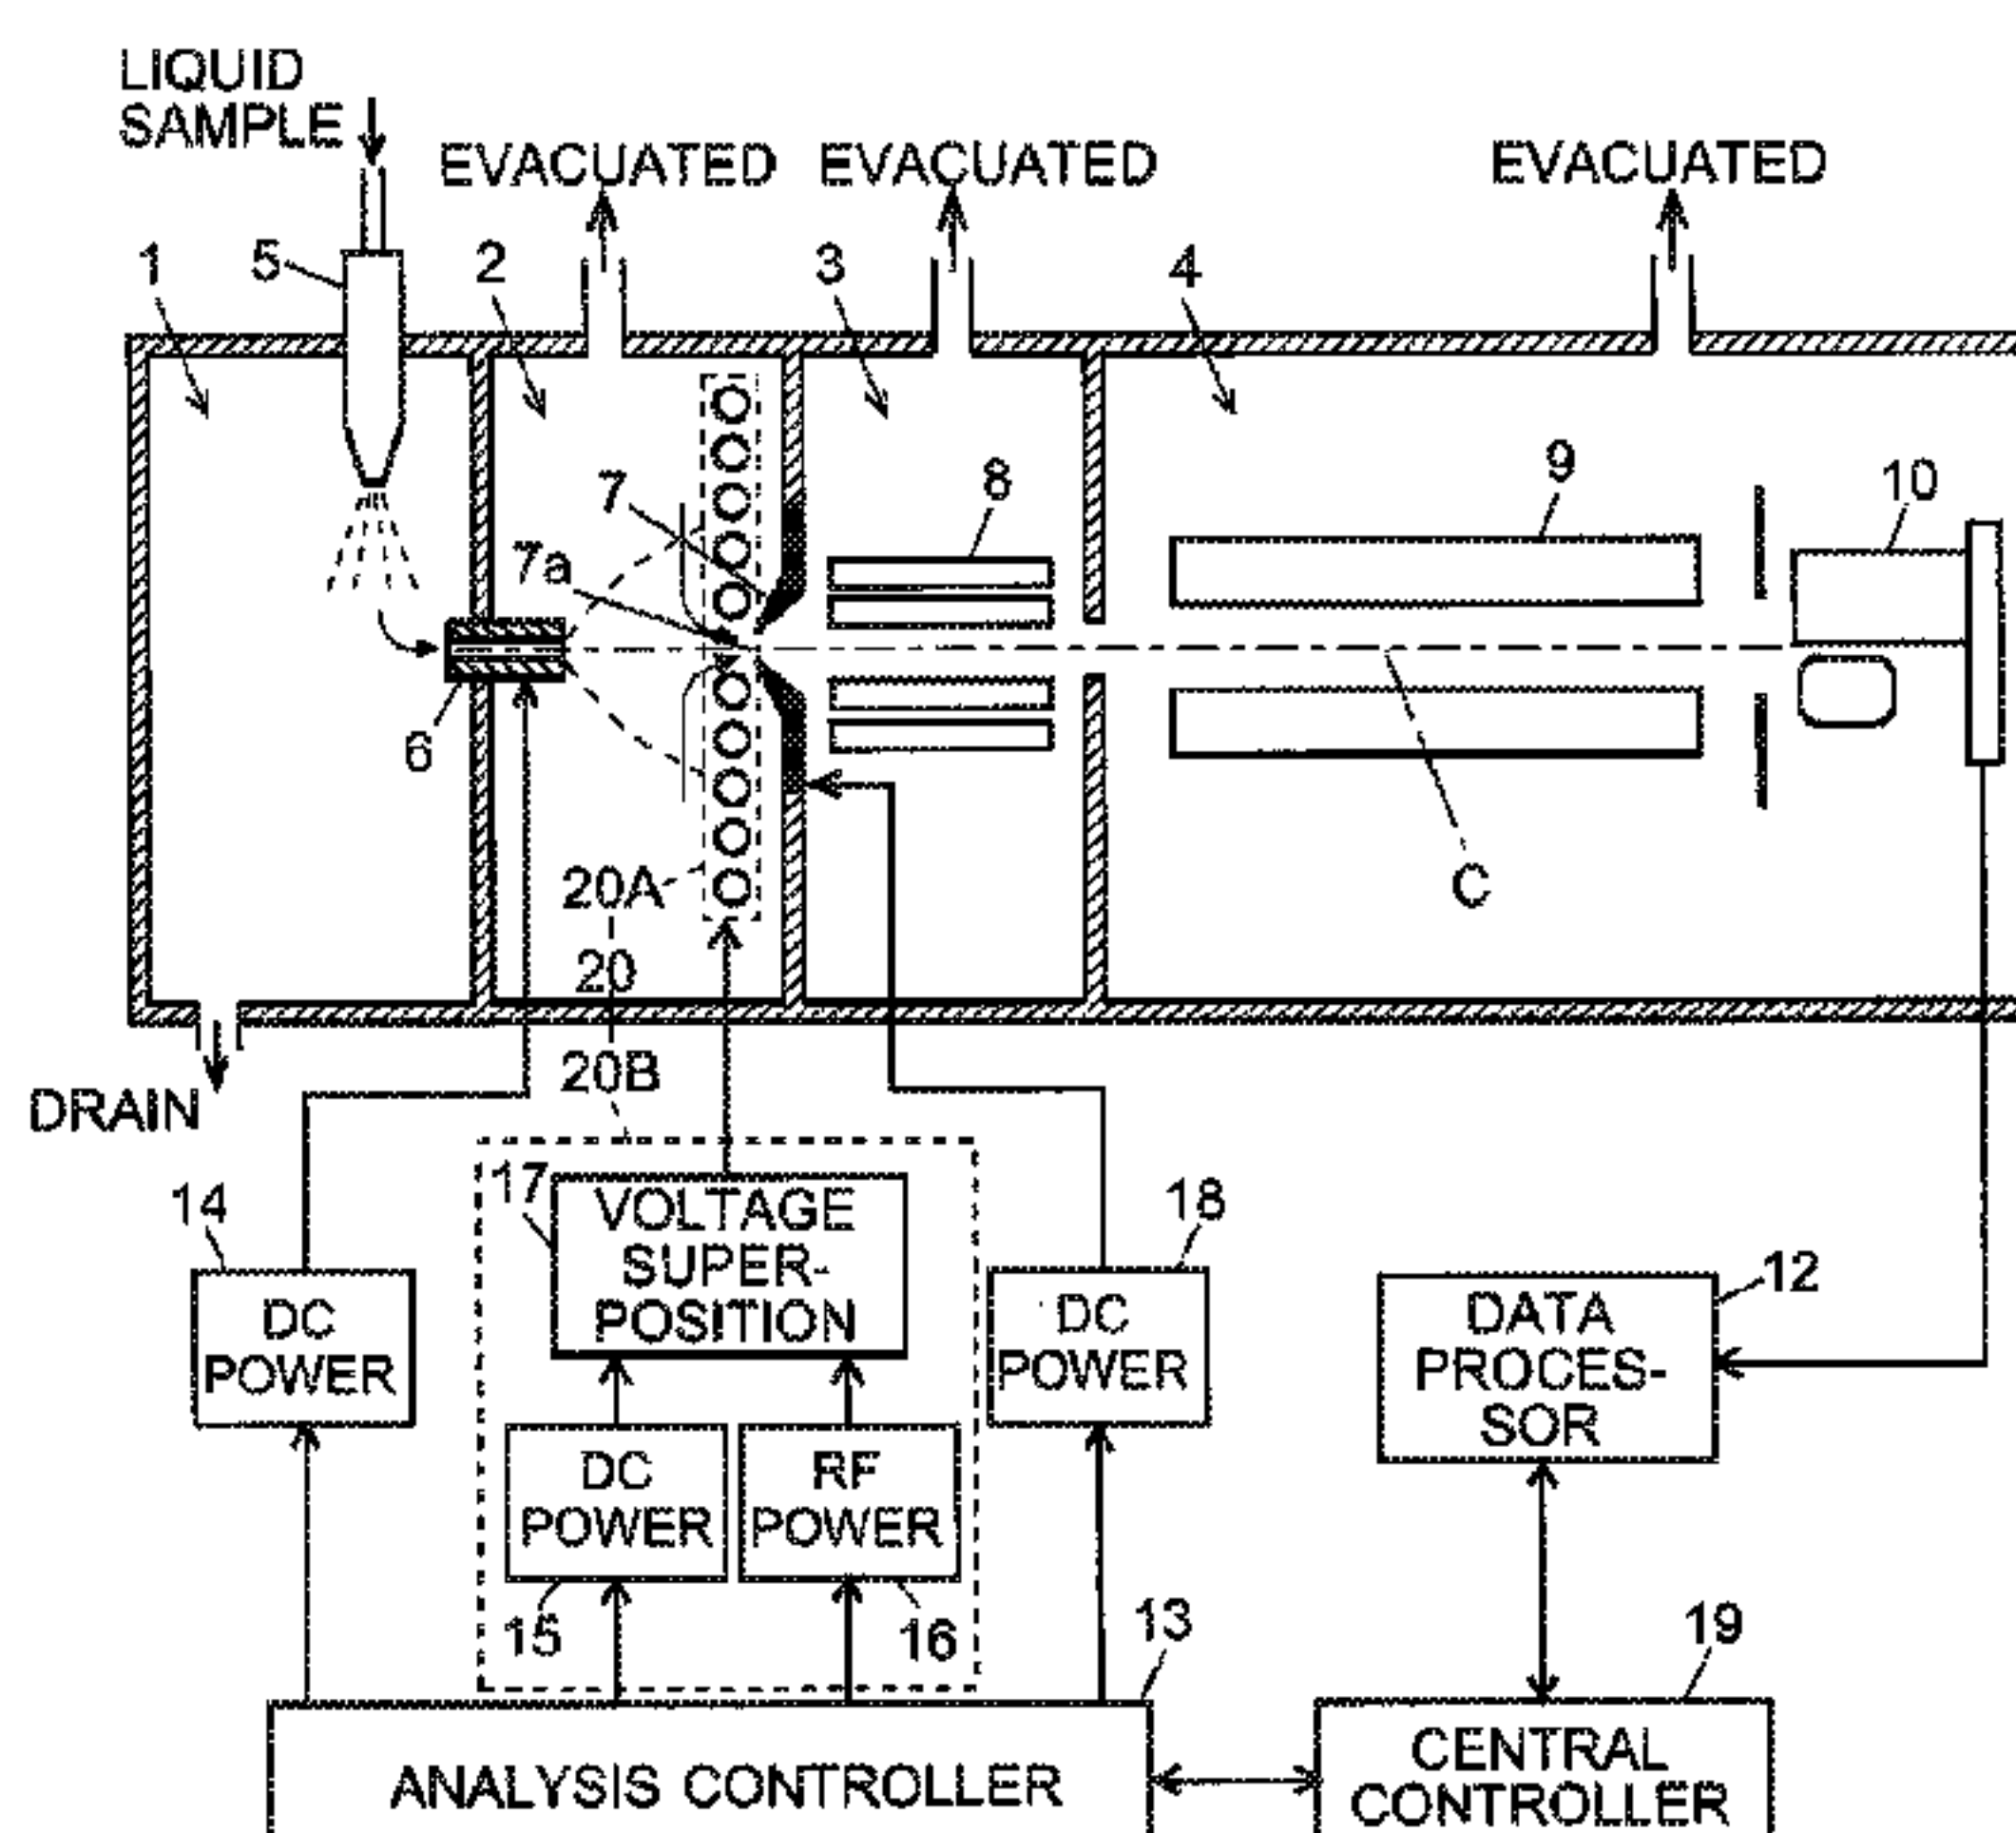 LIQUID
SAMPLE
EVACUATED
EVACUATED
EVACUATED
1
5
2
3
4
7
8
9
10
7a
6
20A
C
20
20B
DRAIN
17
VOLTAGE
SUPER-
POSITION
14
18
12
DC
POWER
DC
POWER
DATA
PROCES-
SOR
DC
POWER
RF
POWER
15
16
13
19
ANALYSIS CONTROLLER
CENTRAL
CONTROLLER